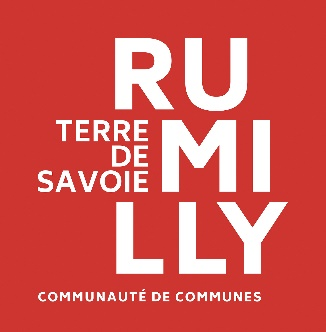 RU
TERRE
DE
SAVOIE
MI
LLY
COMMUNAUTÉ DE COMMUNES